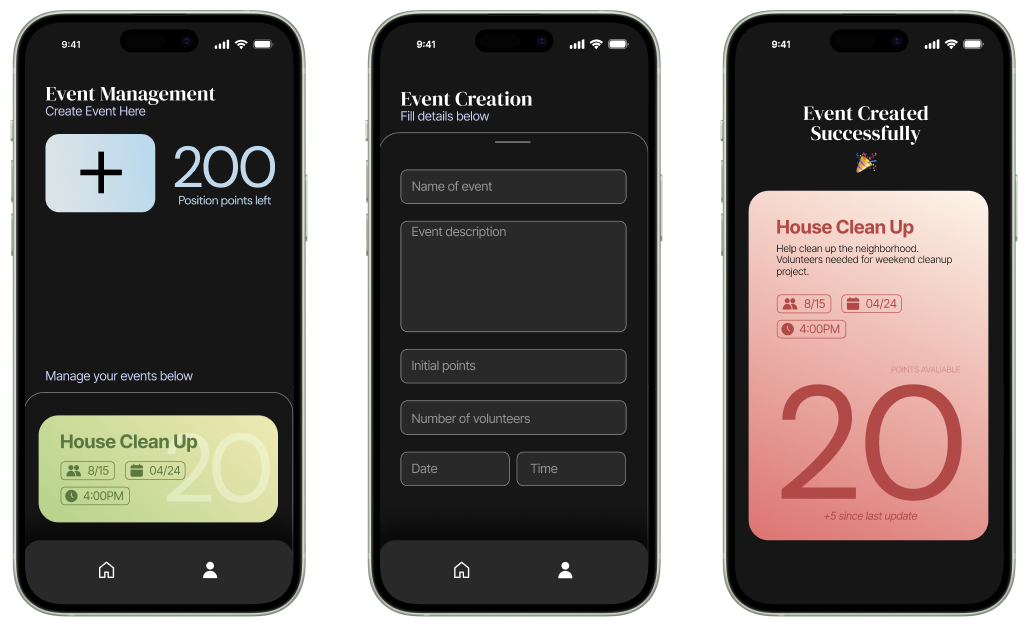 9:41
Event Management
Create Event Here
200
Position points left
Manage your events below
House Clean Up
20
8/15
04/24
4:00PM
9:41
Event Creation
Fill details below
Name of event
Event description
Initial points
Number of volunteers
Date
Time
9:41
Event Created
Successfully
House Clean Up
Help clean up the neighborhood.
Volunteers needed for weekend cleanup
project.
8/15
04/24
4:00PM
POINTS AVALIABLE
20
+5 since last update